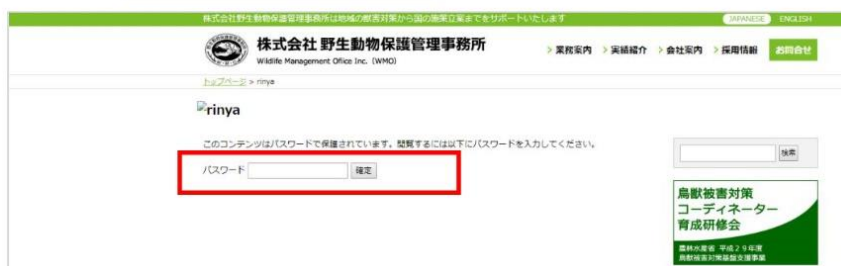 株式会社野生動物保護管理事務所は地域の獣害対策から国の施策立案までをサポートいたします
JAPANESE ENGLISH
株式会社 野生動物保護管理事務所
Wildlife Management Office Inc. (WMO)
> 業務案内 > 実績紹介 > 会社案内 > 採用情報 お問合せ
トップページ > rinya
rinya
このコンテンツはパスワードで保護されています。閲覧するには以下にパスワードを入力してください。
パスワード 確定
検索
鳥獣被害対策
コーディネーター
育成研修会
農林水産省 平成29年度
鳥獣被害対策基盤支援事業